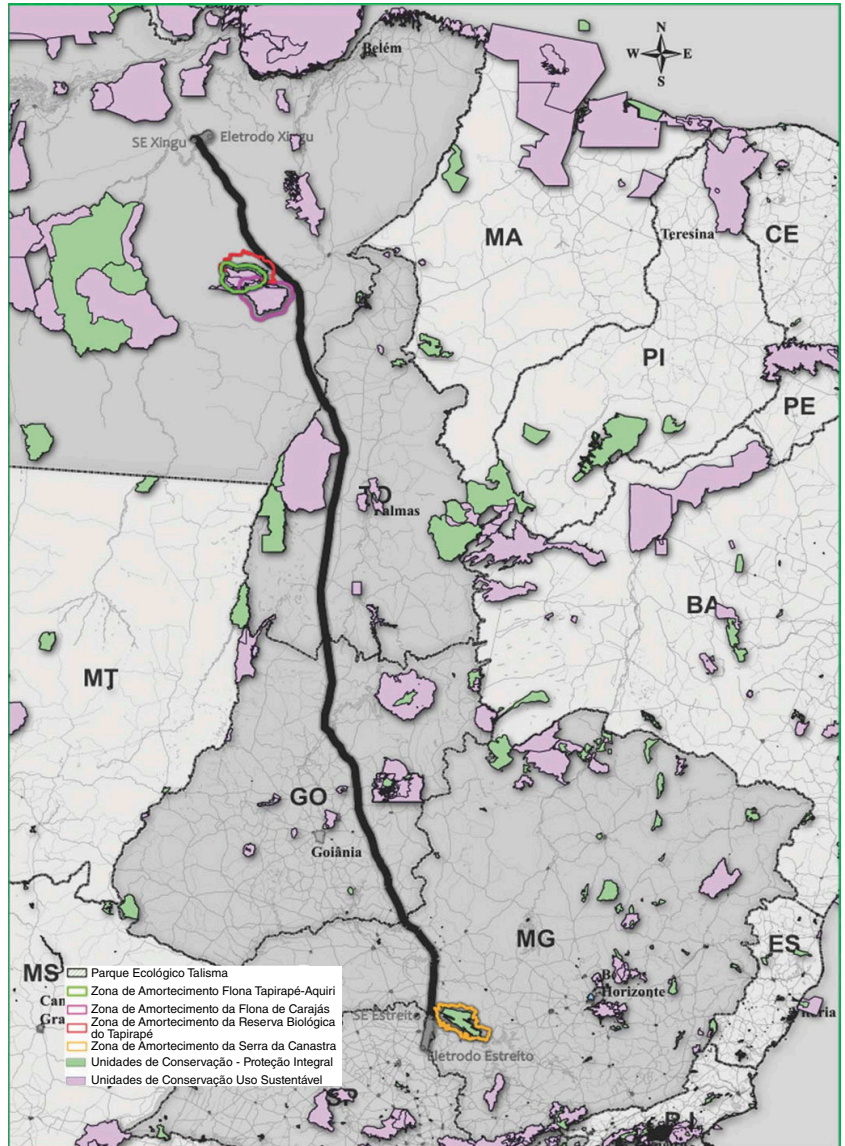 N
W E
S
Belém
SE Xingu
Eletrodo Xingu
MA
Teresina
CE
PI
PE
TO
Palmas
BA
MT
GO
Goiânia
MG
ES
MS
SE Estreito
Eletrodo Estreito
Horizonte
SP
RJ
Parque Ecológico Talisma
Zona de Amortecimento Flona Tapirapé-Aquiri
Zona de Amortecimento da Flona de Carajás
Zona de Amortecimento da Reserva Biológica
do Tapirapé
Zona de Amortecimento da Serra da Canastra
Unidades de Conservação - Proteção Integral
Unidades de Conservação Uso Sustentável